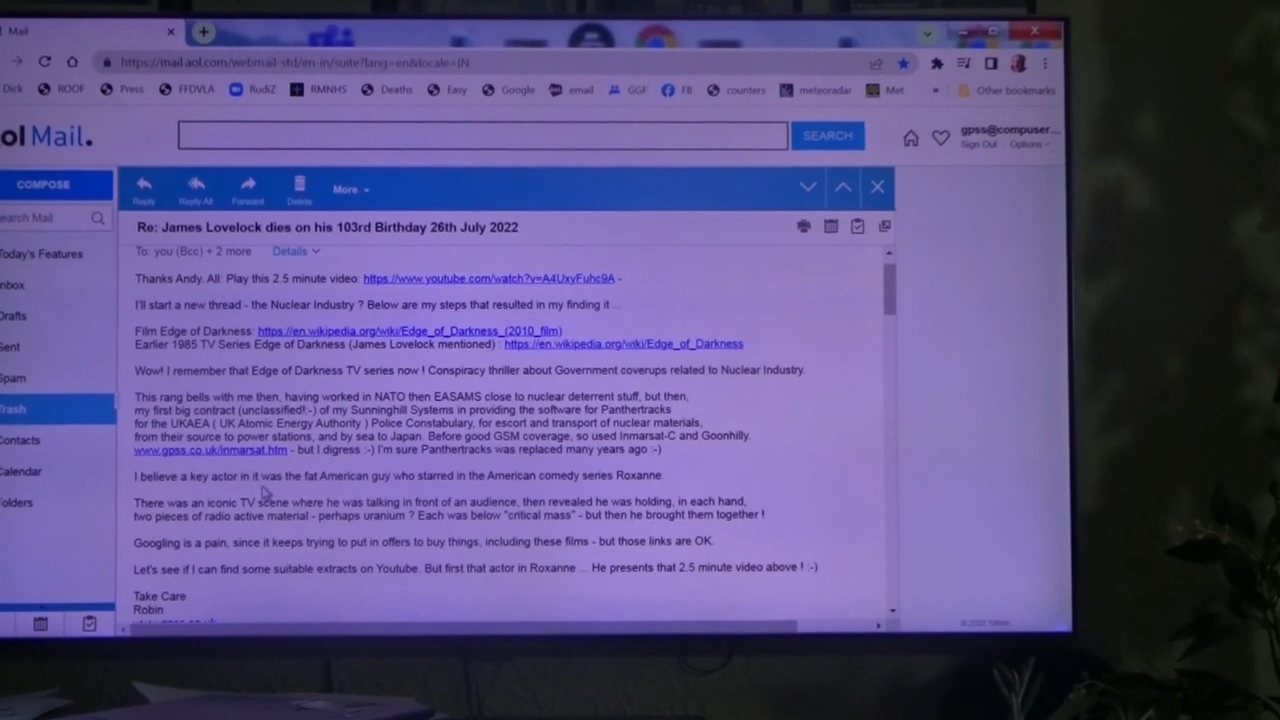 Mail
https://mail.aol.com/webmail-std/en-in/suite?lang=en&locale=IN
Dick ROOF Press FFDVLA RudiZ RMNHS Deaths Easy Google email GGF FB counters meteoradar Met » Other bookmarks
ol Mail.
SEARCH
gpss@compuser...
Sign Out Options
COMPOSE
Reply Reply All Forward Delete More
earch Mail
Re: James Lovelock dies on his 103rd Birthday 26th July 2022
To: you (Bcc) + 2 more Details
Today's Features
nbox
Drafts
Sent
Spam
Trash
Contacts
Calendar
Folders
Thanks Andy. All: Play this 2.5 minute video: https://www.youtube.com/watch?v=A4UxyFuhc9A -
I'll start a new thread - the Nuclear Industry ? Below are my steps that resulted in my finding it ...
Film Edge of Darkness: https://en.wikipedia.org/wiki/Edge_of_Darkness_(2010_film)
Earlier 1985 TV Series Edge of Darkness (James Lovelock mentioned) : https://en.wikipedia.org/wiki/Edge_of_Darkness
Wow! I remember that Edge of Darkness TV series now ! Conspiracy thriller about Government coverups related to Nuclear Industry.
This rang bells with me then, having worked in NATO then EASAMS close to nuclear deterrent stuff, but then,
my first big contract (unclassified! :-) of my Sunninghill Systems in providing the software for Panthertracks
for the UKAEA ( UK Atomic Energy Authority ) Police Constabulary, for escort and transport of nuclear materials,
from their source to power stations, and by sea to Japan. Before good GSM coverage, so used Inmarsat-C and Goonhilly.
www.gpss.co.uk/inmarsat.htm - but I digress :-) I'm sure Panthertracks was replaced many years ago :-)
I believe a key actor in it was the fat American guy who starred in the American comedy series Roxanne
There was an iconic TV scene where he was talking in front of an audience, then revealed he was holding, in each hand,
two pieces of radio active material - perhaps uranium ? Each was below "critical mass" - but then he brought them together !
Googling is a pain, since it keeps trying to put in offers to buy things, including these films - but those links are OK.
Let's see if I can find some suitable extracts on Youtube. But first that actor in Roxanne ... He presents that 2.5 minute video above ! :-)
Take Care
Robin
© 2022 Yahoo